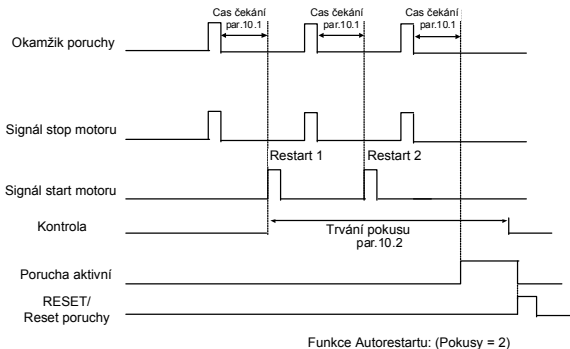 Cas čekání Cas čekání Cas čekání
par.10.1 par.10.1 par.10.1
Okamžik poruchy
Signál stop motoru
Restart 1 Restart 2
Signál start motoru
Kontrola
Trvání pokusu
par.10.2
Porucha aktivní
RESET/
Reset poruchy
Funkce Autorestartu: (Pokusy = 2)